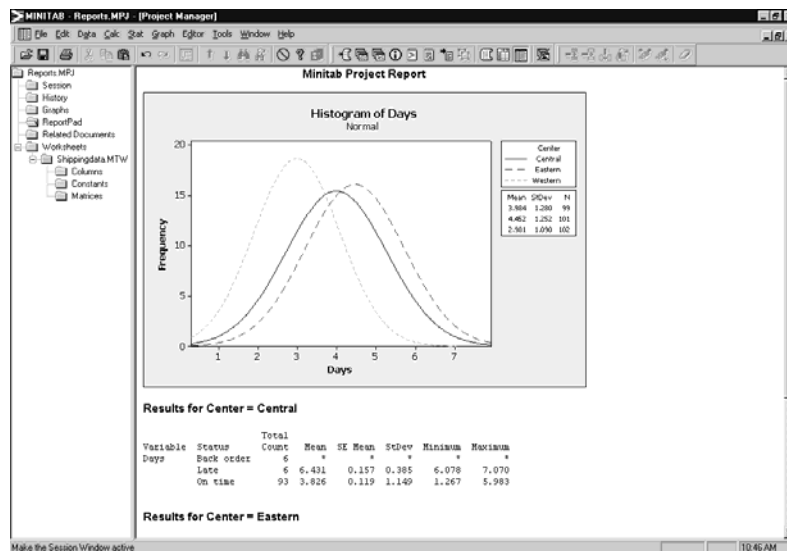 MINITAB - Reports.MPJ - [Project Manager]
File Edit Data Calc Stat Graph Editor Tools Window Help
Reports.MPJ
Session
History
Graphs
ReportPad
Related Documents
Worksheets
Shippingdata.MTW
Columns
Constants
Matrices
Minitab Project Report
Histogram of Days
Normal
Frequency
20
15
10
5
0
1 2 3 4 5 6 7
Days
Center
Central
Eastern
Western
Mean StDev N
3.984 1.280 99
4.452 1.252 101
2.981 1.090 102
Results for Center = Central
Total
Variable Status Count Mean SE Mean StDev Minimum Maximum
Days Back order 6 * * * * *
Late 6 6.431 0.157 0.385 6.078 7.070
On time 93 3.826 0.119 1.149 1.267 5.983
Results for Center = Eastern
Make the Session Window active
10:46 AM